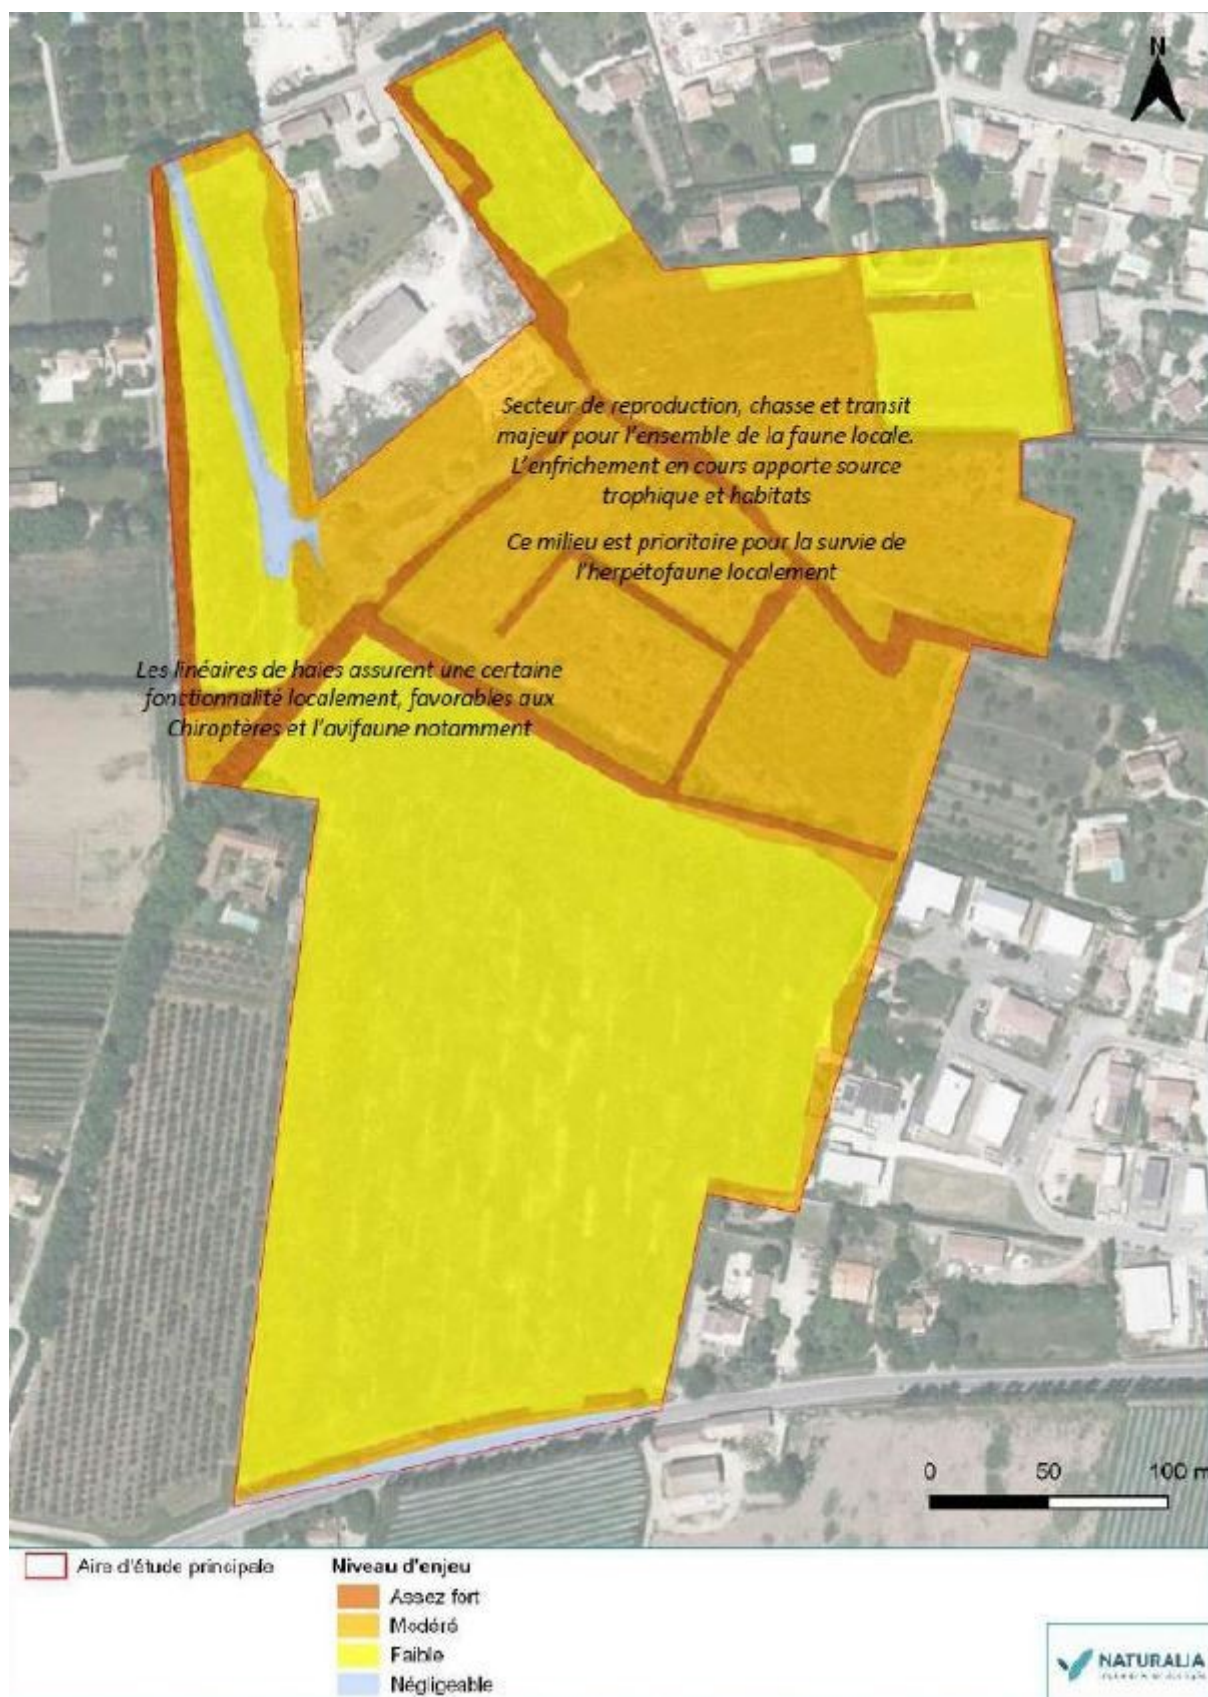 N
Secteur de reproduction, chasse et transit
majeur pour l'ensemble de la faune locale.
L'enfrichement en cours apporte source
trophique et habitats
Ce milieu est prioritaire pour la survie de
l'herpétofaune localement
Les linéaires de haies assurent une certaine
fonctionnalité localement, favorables aux
Chiroptères et l'avifaune notamment
0 50 100 m
Aire d'étude principale
Niveau d'enjeu
Assez fort
Modéré
Faible
Négligeable
NATURALIA